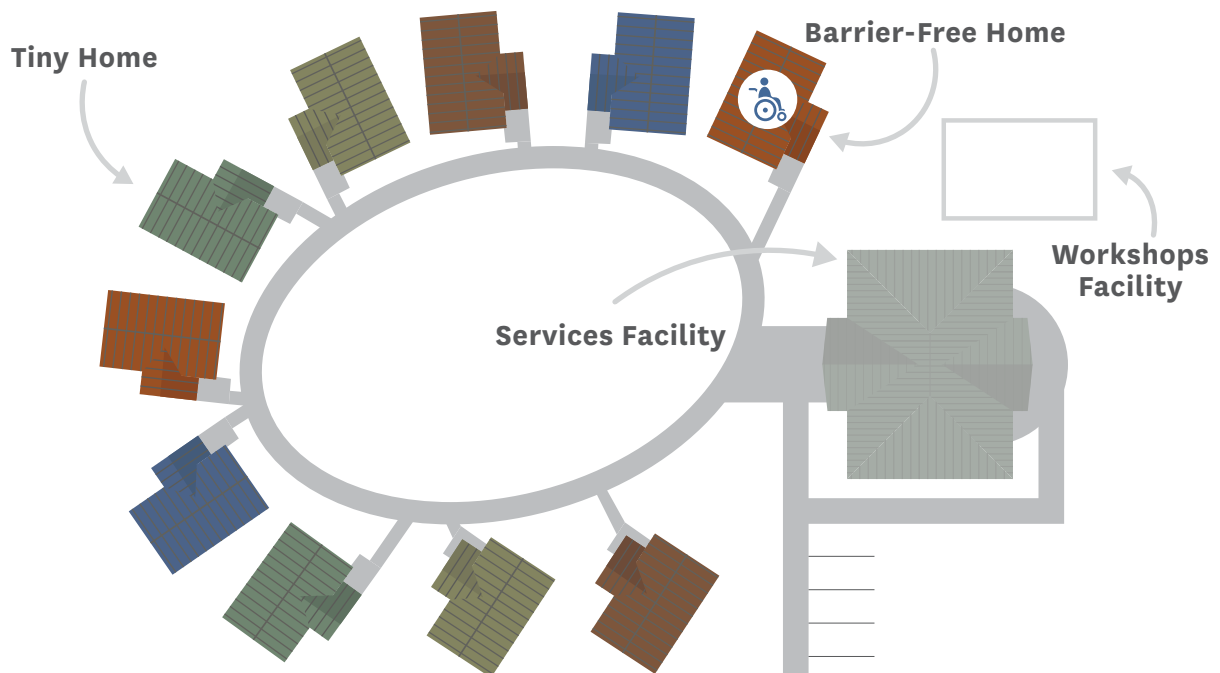 Barrier-Free Home
Tiny Home
Workshops
Facility
Services Facility